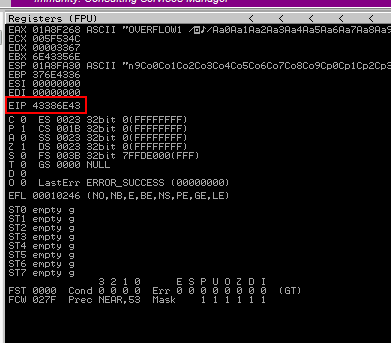 Immunity: Consulting Services Manager
Registers (FPU) < < < <
EAX 01A8F268 ASCII "OVERFLOW1 /.:/Aa0Aa1Aa2Aa3Aa4Aa5Aa6Aa7Aa8Aa9
ECX 005F534C
EDX 00003367
EBX 6E43356E
ESP 01A8FA30 ASCII "n9Co0Co1Co2Co3Co4Co5Co6Co7Co8Co9Cp0Cp1Cp2Cp3
EBP 376E4336
ESI 00000000
EDI 00000000
EIP 43386E43
C 0 ES 0023 32bit 0(FFFFFFFF)
P 1 CS 001B 32bit 0(FFFFFFFF)
A 0 SS 0023 32bit 0(FFFFFFFF)
Z 1 DS 0023 32bit 0(FFFFFFFF)
S 0 FS 003B 32bit 7FFDE000(FFF)
T 0 GS 0000 NULL
D 0
O 0 LastErr ERROR_SUCCESS (00000000)
EFL 00010246 (NO,NB,E,BE,NS,PE,GE,LE)
ST0 empty g
ST1 empty g
ST2 empty g
ST3 empty g
ST4 empty g
ST5 empty g
ST6 empty g
ST7 empty g
3 2 1 0 E S P U O Z D I
FST 0000 Cond 0 0 0 0 Err 0 0 0 0 0 0 0 0 (GT)
FCW 027F Prec NEAR,53 Mask 1 1 1 1 1 1